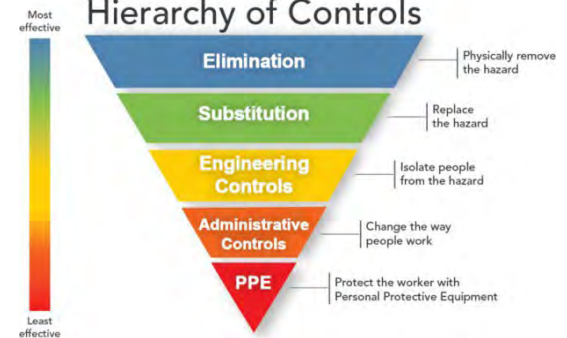 Hierarchy of Controls
Most
effective
Elimination
Physically remove
the hazard
Substitution
Replace
the hazard
Engineering
Controls
Isolate people
from the hazard
Administrative
Controls
Change the way
people work
PPE
Protect the worker with
Personal Protective Equipment
Least
effective